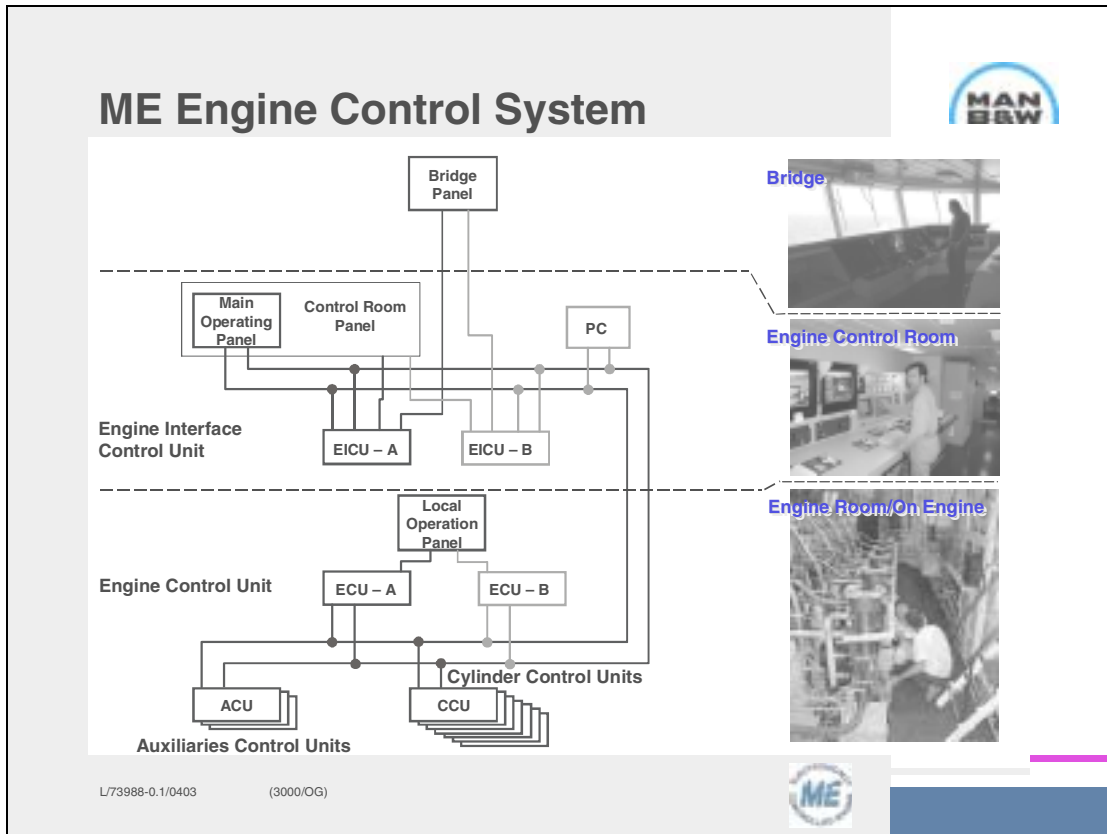 ME Engine Control System
MAN
B&W
Bridge
Panel
Bridge
Main
Operating
Panel
Control Room
Panel
PC
Engine Control Room
Engine Interface
Control Unit
EICU – A
EICU – B
Local
Operation
Panel
Engine Room/On Engine
Engine Control Unit
ECU – A
ECU – B
Cylinder Control Units
ACU
CCU
Auxiliaries Control Units
L/73988-0.1/0403 (3000/OG)
ME